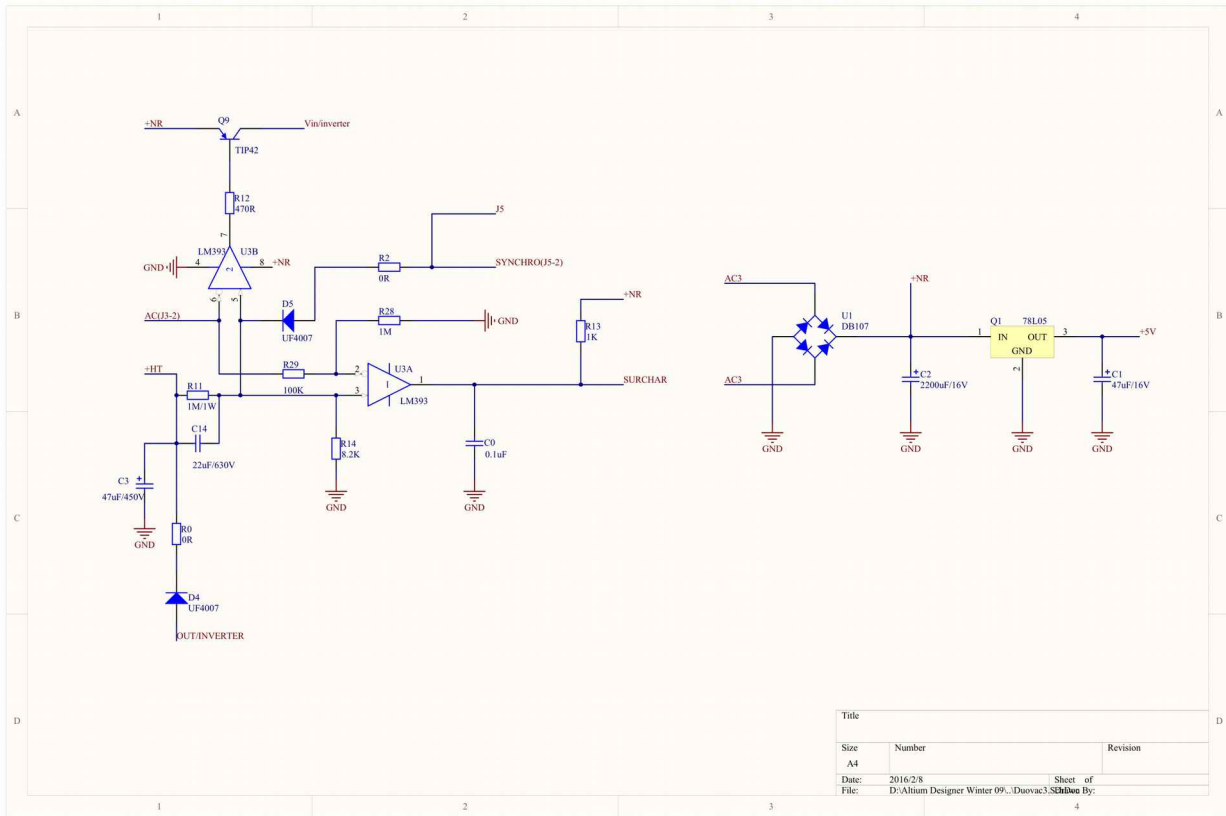 1 2 3 4
A A
Q9
+NR Vin/inverter
TIP42
R12
470R
7
J5
LM393 U3B
R2
GND 4 2 8 +NR
SYNCHRO(J5-2)
0R
AC3 +NR
6 5 D5
+NR
B B
AC(J3-2) R28 GND
UF4007 1M
R13
1K
U1
DB107
Q1 78L05
1 IN OUT 3 +5V
GND
2
+HT R29 2 U3A
1 1 SURCHAR
R11 100K 3 LM393
1M/1W
AC3
C2
2200uF/16V
C1
47uF/16V
C14
22uF/630V
R14
8.2K
C0
0.1uF
GND GND GND GND
C3
47uF/450V
GND GND
C C
R0
0R
GND
D4
UF4007
OUT/INVERTER
D D
Title
Size Number Revision
A4
Date: 2016/2/8 Sheet of
File: D:\Altium Designer Winter 09\..\Duovac3.SchDoc By:
1 2 3 4